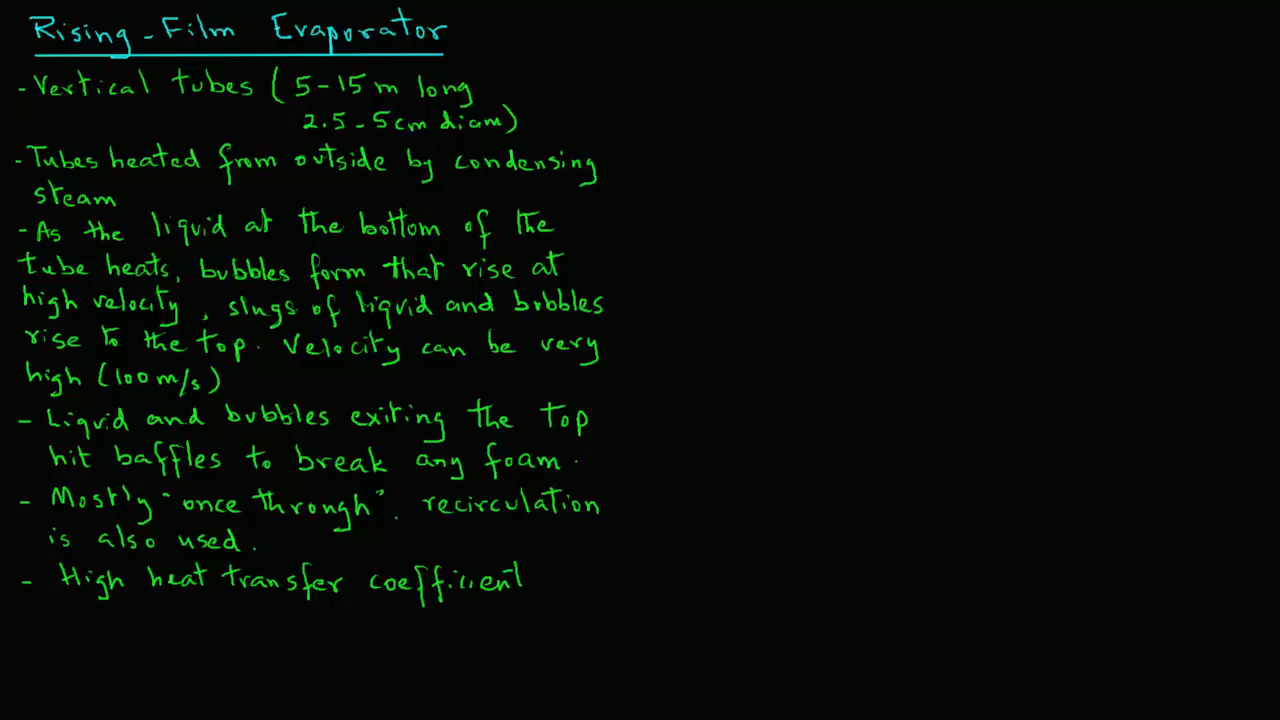 Rising-Film Evaporator
- Vertical tubes (5-15 m long
2.5-5cm diam)
- Tubes heated from outside by condensing
steam
- As the liquid at the bottom of the
tube heats, bubbles form that rise at
high velocity, slugs of liquid and bubbles
rise to the top. Velocity can be very
high (100m/s)
- Liquid and bubbles exiting the top
hit baffles to break any foam.
- Mostly "once through". recirculation
is also used.
- High heat transfer coefficient